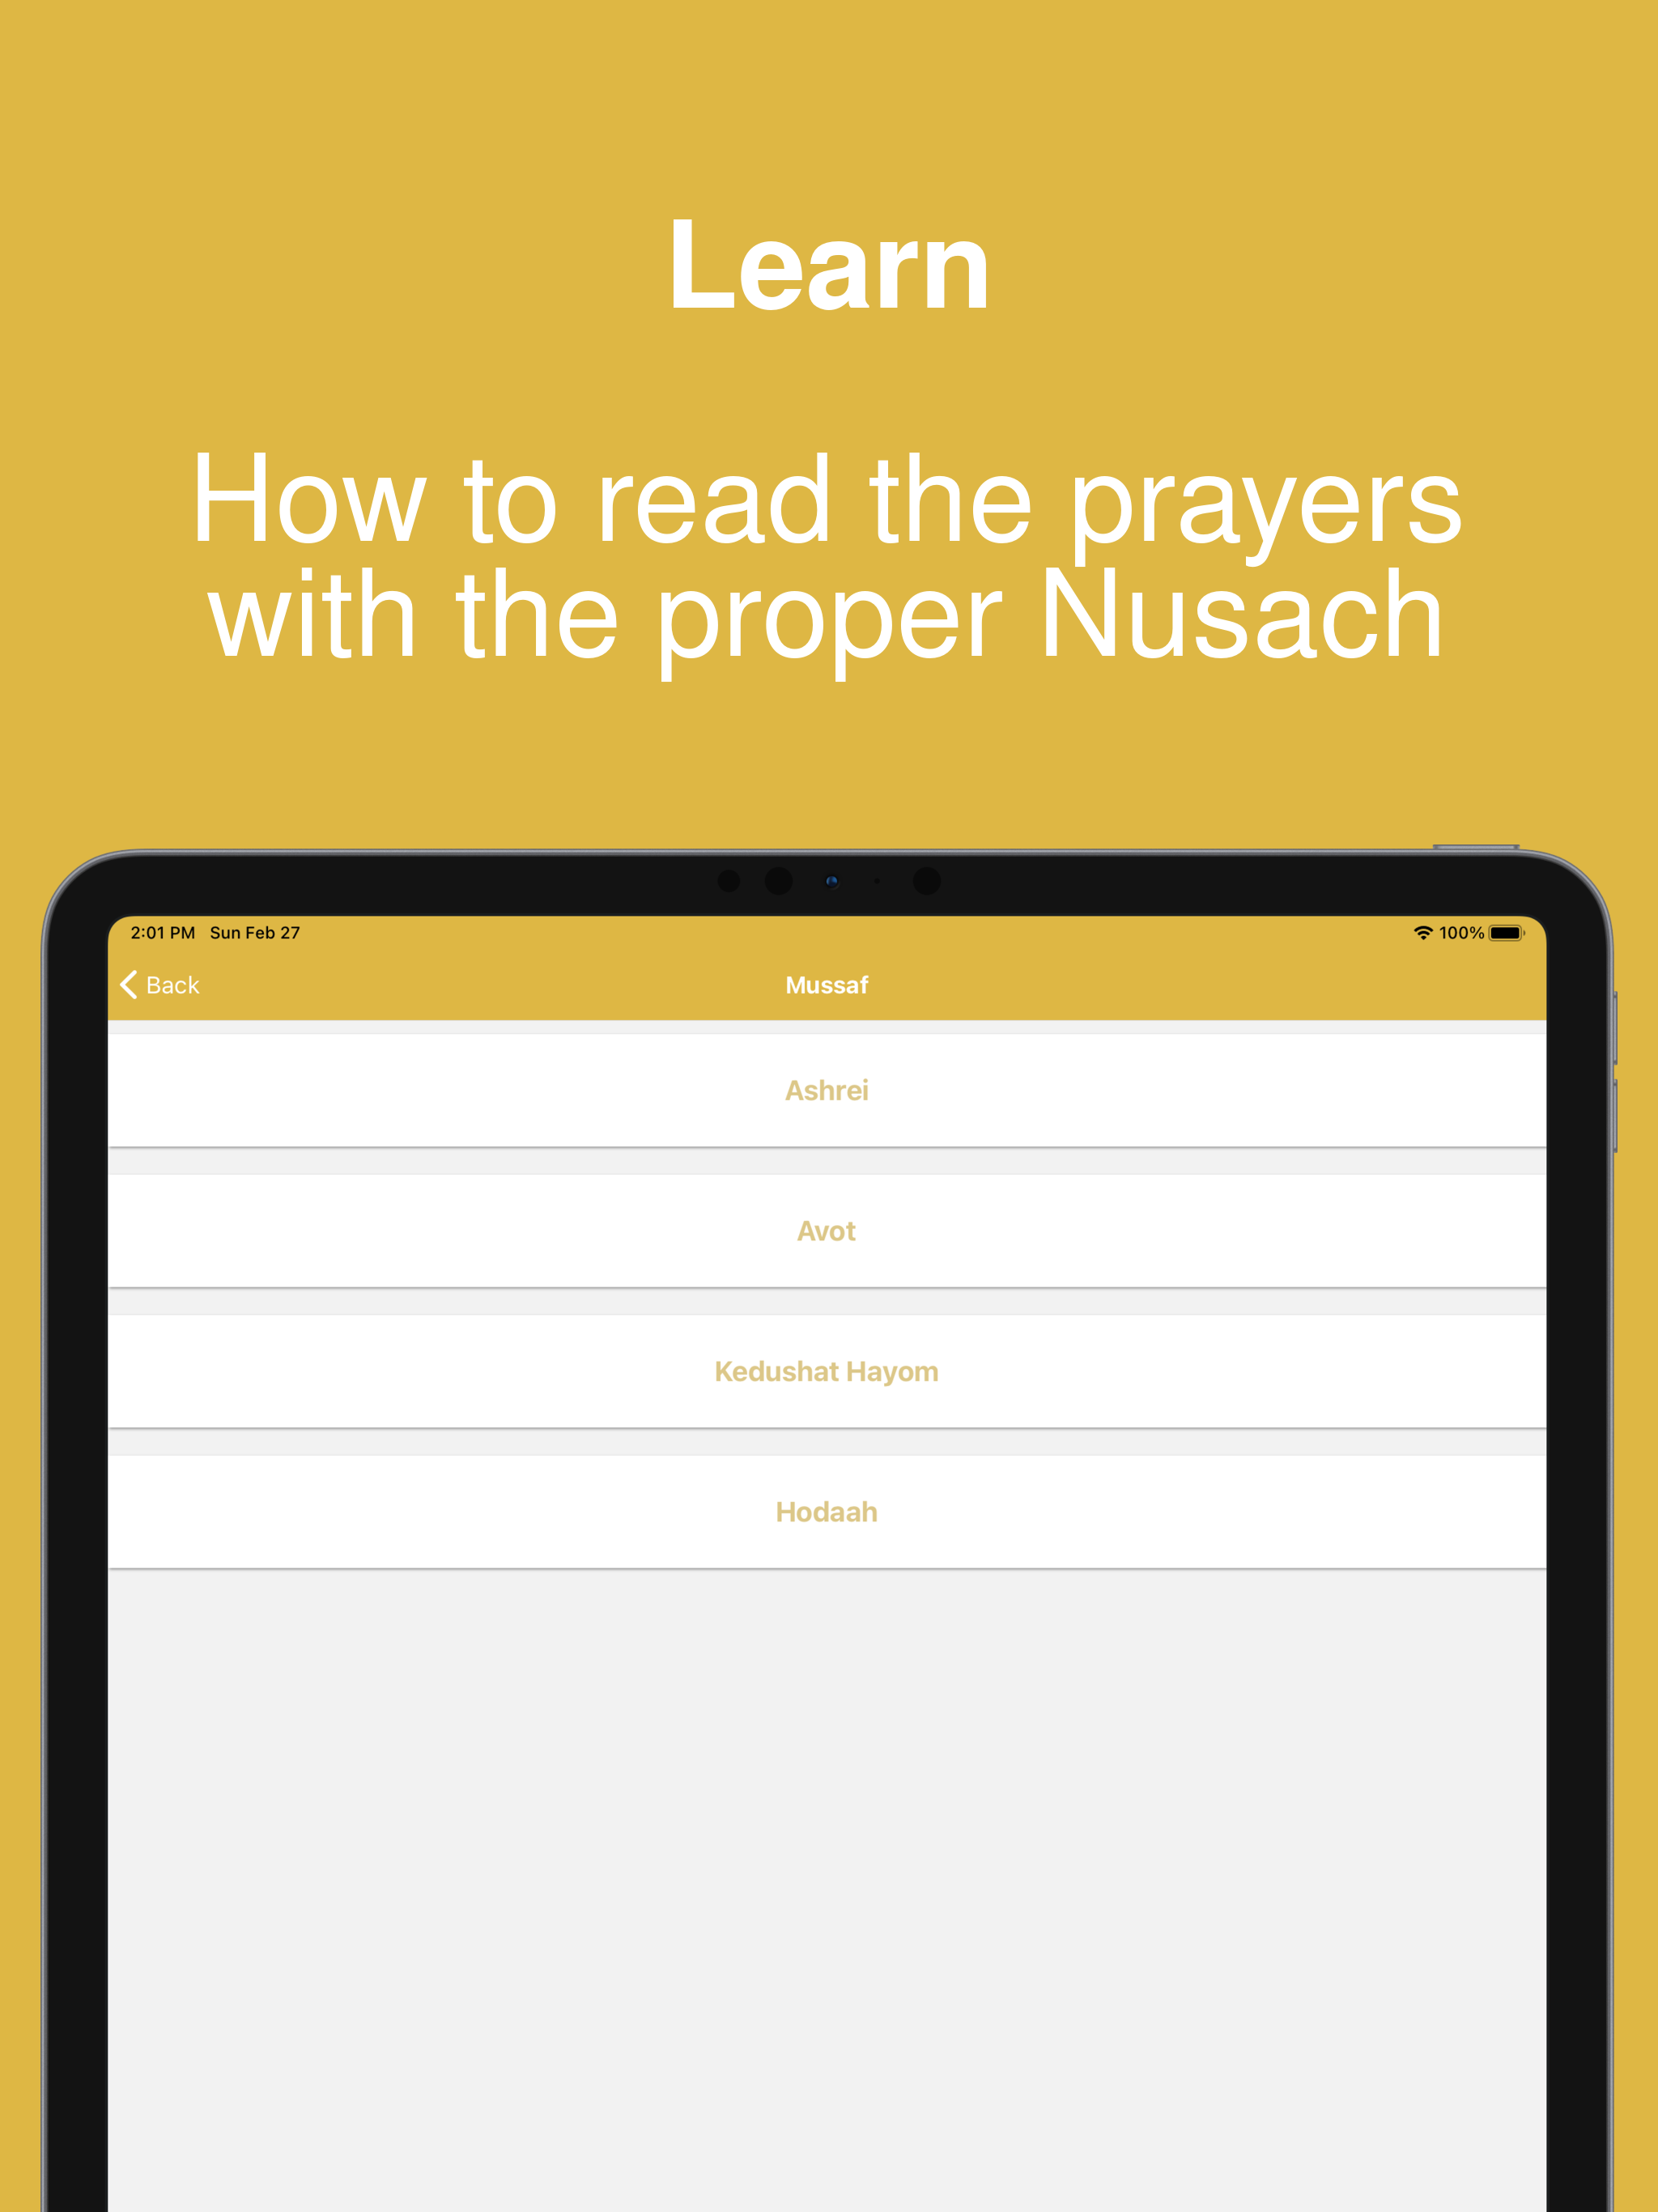 Learn
How to read the prayers
with the proper Nusach
2:01 PM Sun Feb 27
100%
Back
Mussaf
Ashrei
Avot
Kedushat Hayom
Hodaah